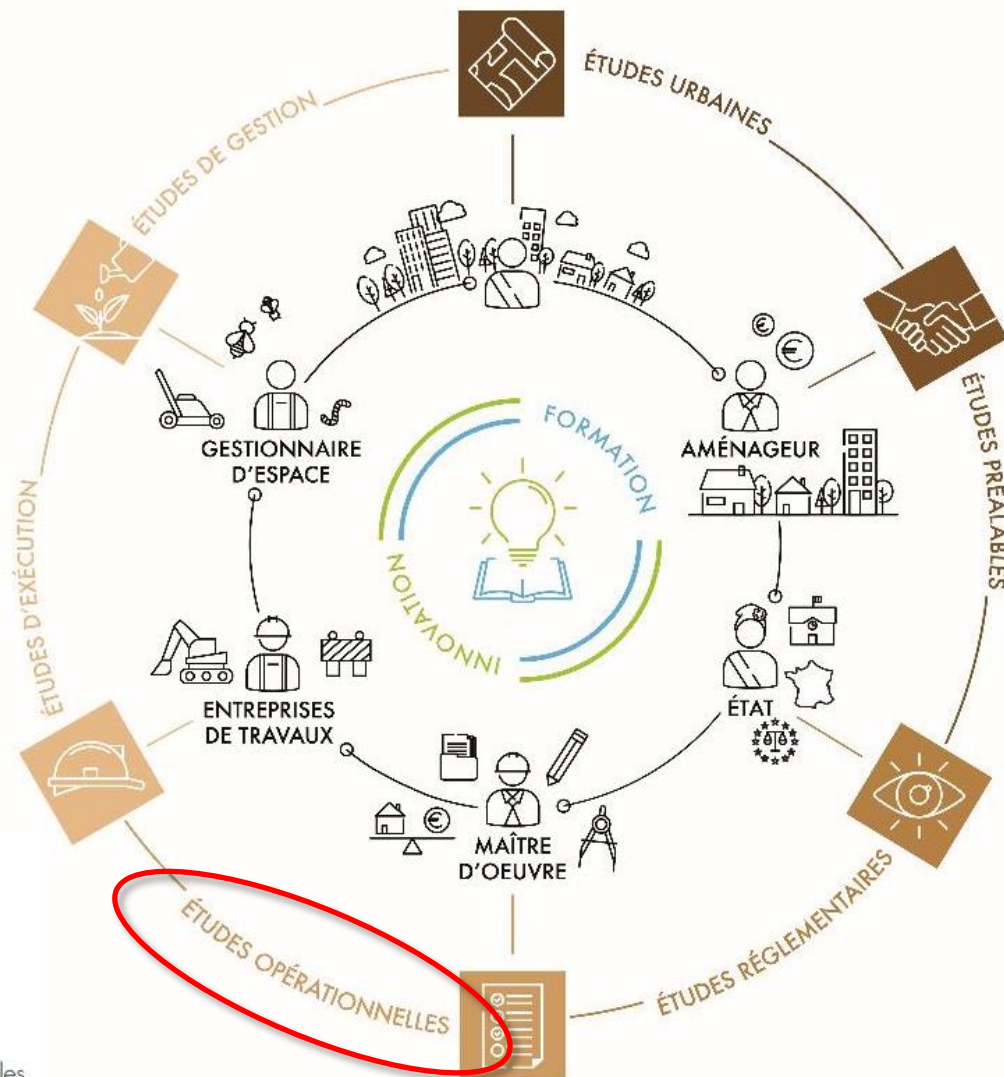 ÉTUDES URBAINES
ÉTUDES DE GESTION
FORMATION
GESTIONNAIRE
D'ESPACE
AMÉNAGEUR
ÉTUDES PRÉALABLES
ÉTUDES D'EXÉCUTION
INNOVATION
ENTREPRISES
DE TRAVAUX
ÉTAT
MAÎTRE
D'OEUVRE
ÉTUDES OPÉRATIONNELLES
ÉTUDES RÉGLEMENTAIRES
les